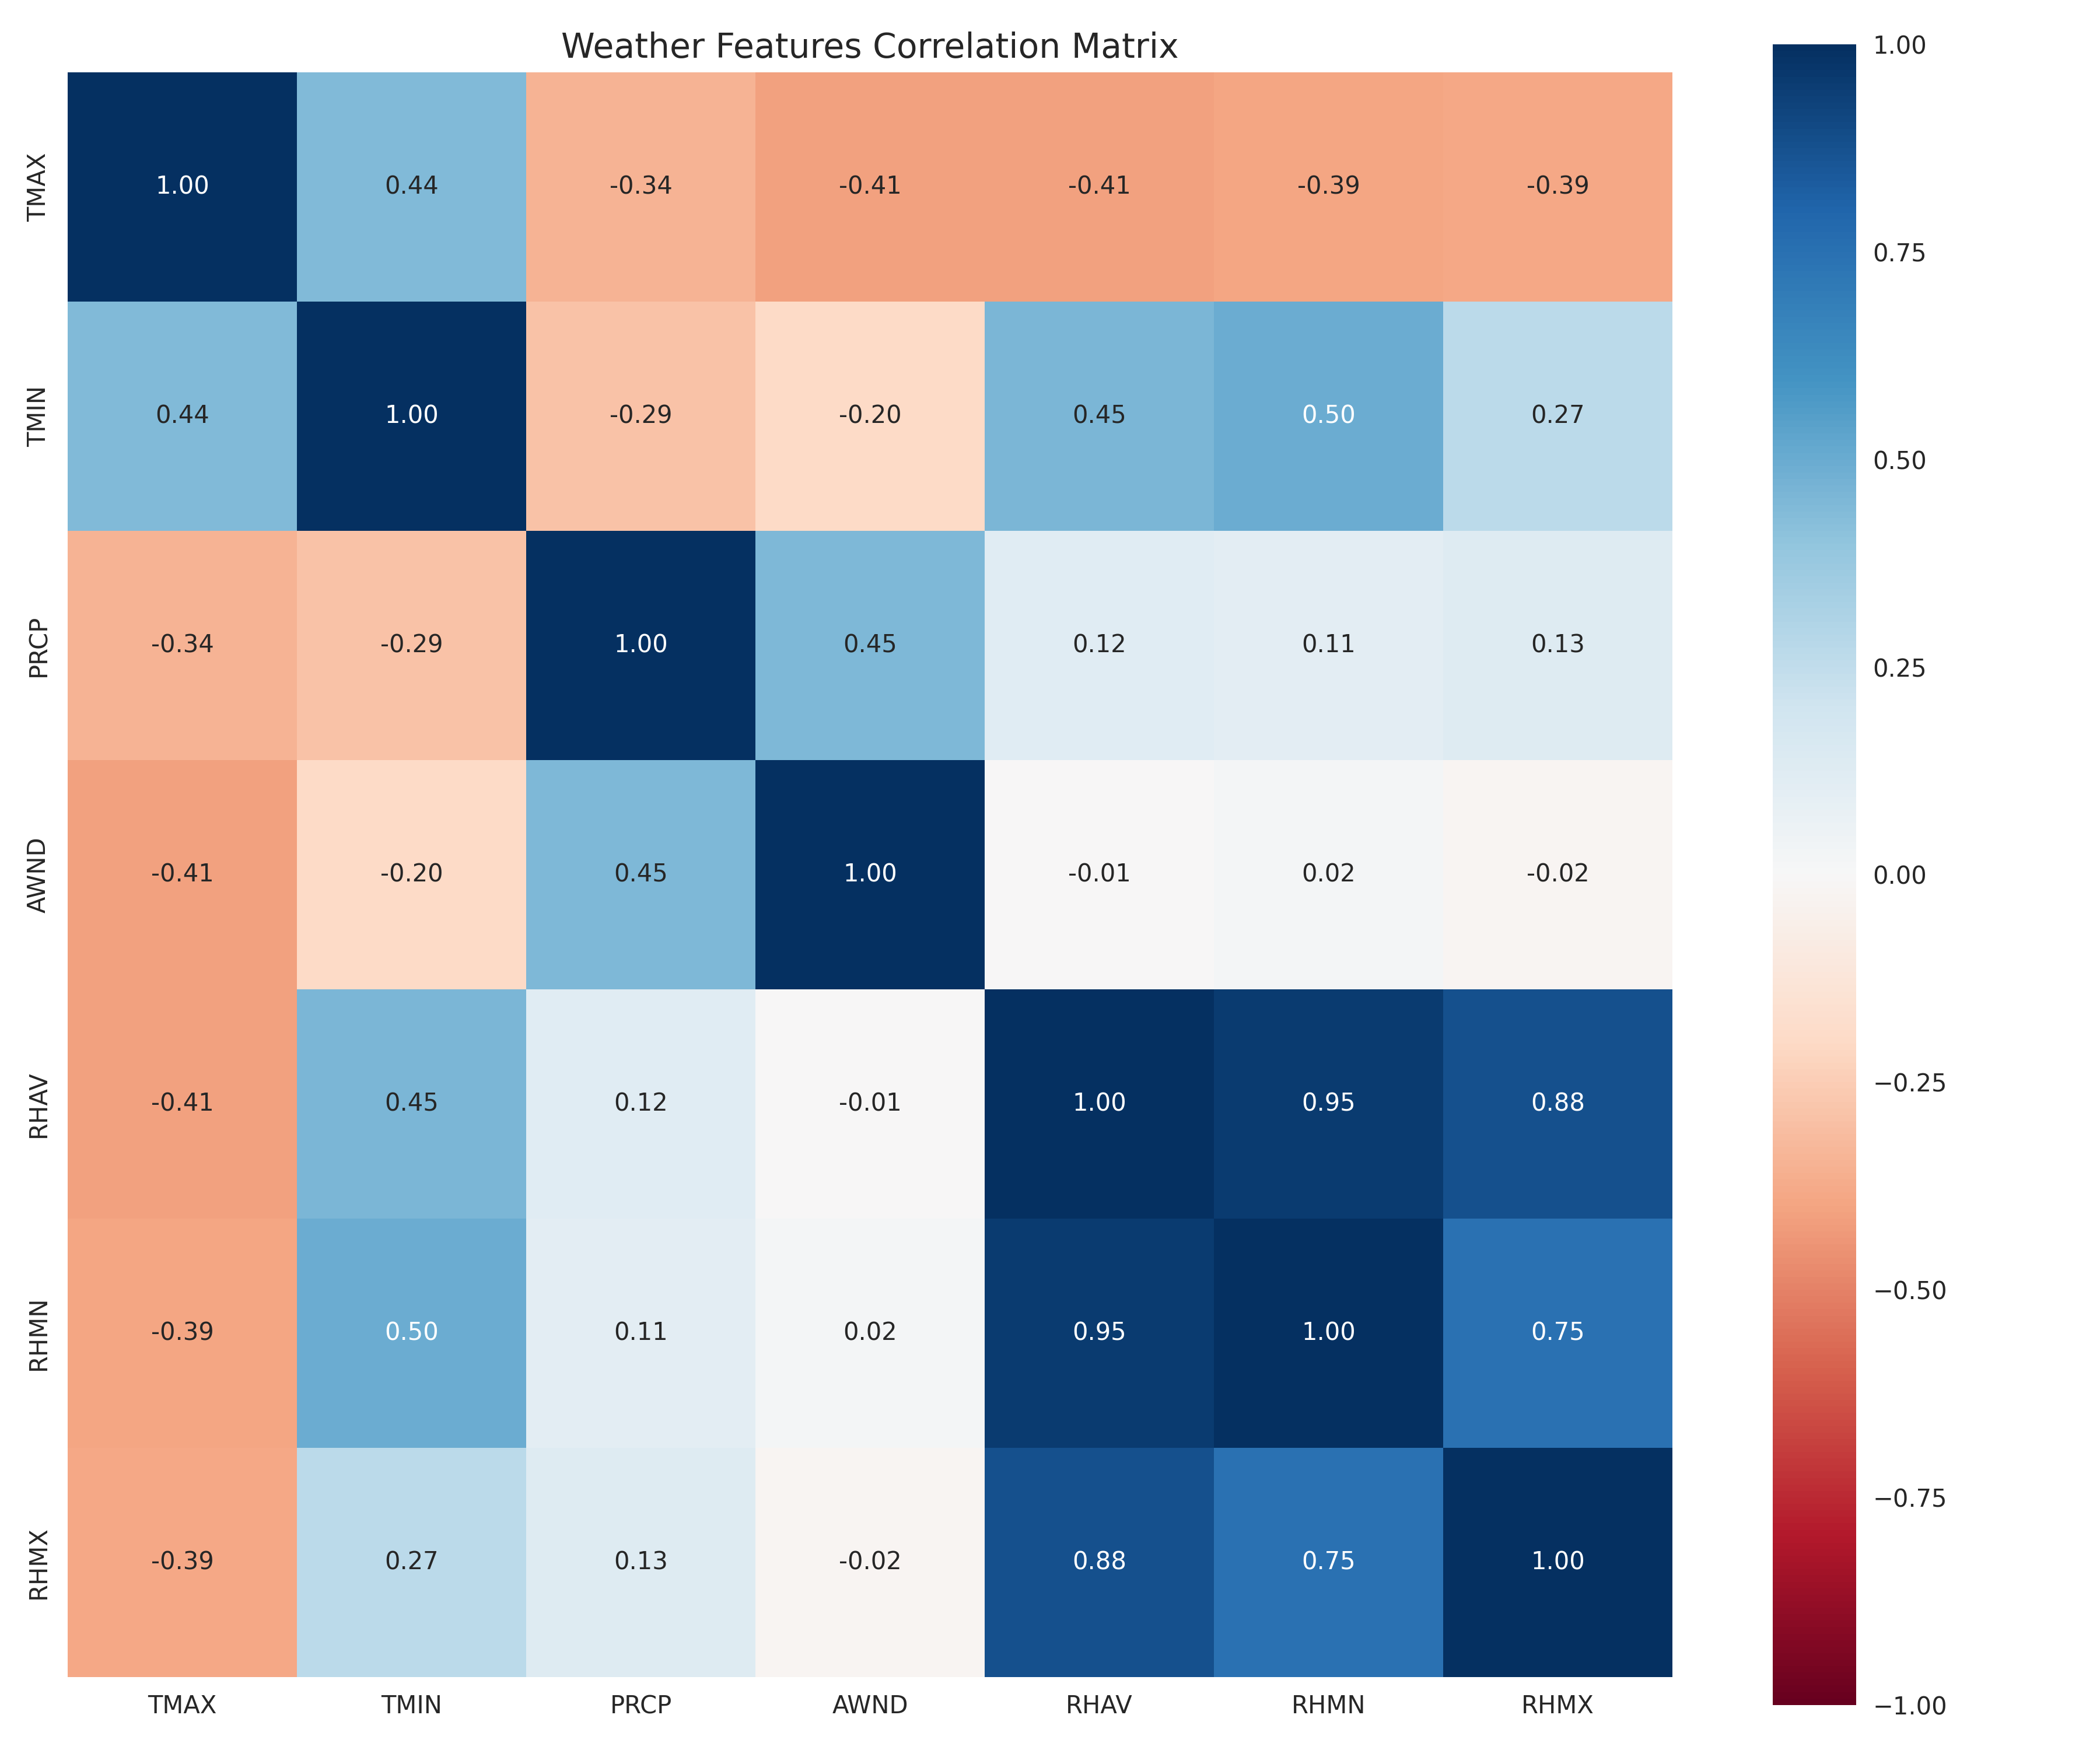 Weather Features Correlation Matrix
TMAX 1.00 0.44 -0.34 -0.41 -0.41 -0.39 -0.39
TMIN 0.44 1.00 -0.29 -0.20 0.45 0.50 0.27
PRCP -0.34 -0.29 1.00 0.45 0.12 0.11 0.13
AWND -0.41 -0.20 0.45 1.00 -0.01 0.02 -0.02
RHAV -0.41 0.45 0.12 -0.01 1.00 0.95 0.88
RHMN -0.39 0.50 0.11 0.02 0.95 1.00 0.75
RHMX -0.39 0.27 0.13 -0.02 0.88 0.75 1.00
TMAX TMIN PRCP AWND RHAV RHMN RHMX
1.00
0.75
0.50
0.25
0.00
−0.25
−0.50
−0.75
−1.00